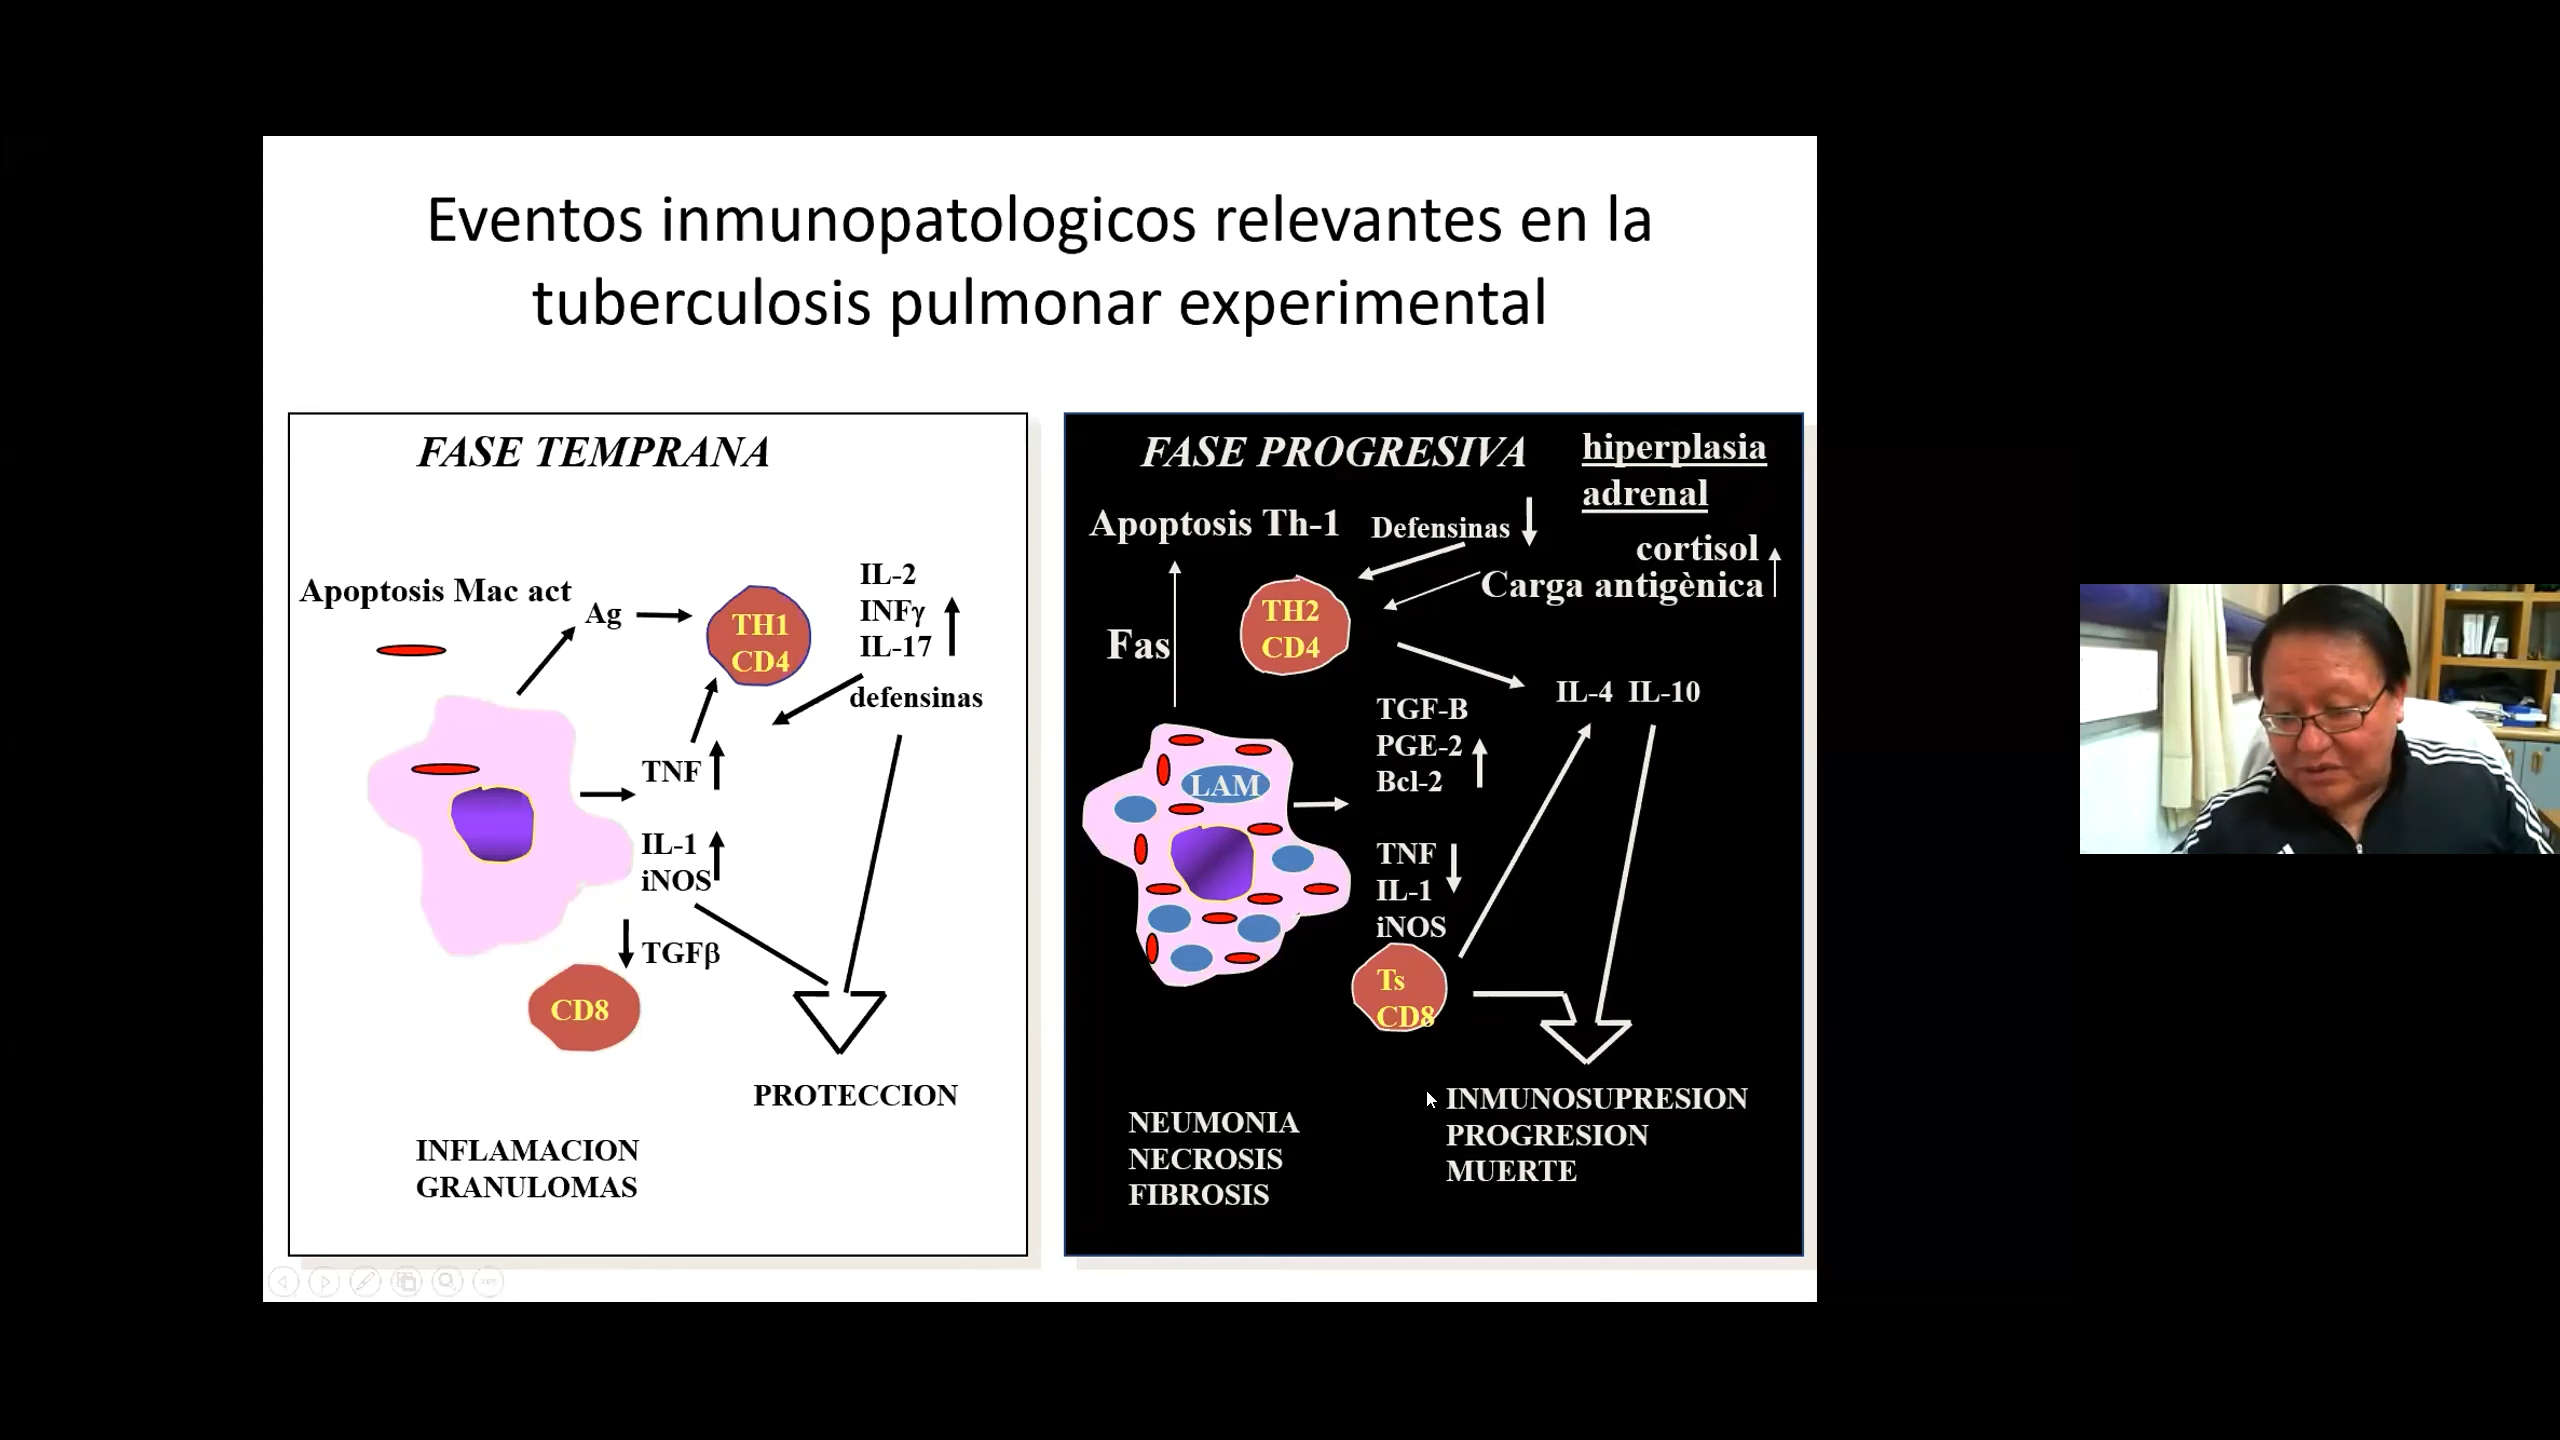 Eventos inmunopatologicos relevantes en la
tuberculosis pulmonar experimental
FASE TEMPRANA
Apoptosis Mac act
Ag
TH1
CD4
IL-2
INFγ
IL-17
defensinas
TNF
IL-1
iNOS
TGFβ
CD8
PROTECCION
INFLAMACION
GRANULOMAS
FASE PROGRESIVA
hiperplasia
adrenal
Apoptosis Th-1
Defensinas
cortisol
Carga antigènica
TH2
CD4
Fas
IL-4 IL-10
TGF-B
PGE-2
Bcl-2
LAM
TNF
IL-1
iNOS
Ts
CD8
INMUNOSUPRESION
PROGRESION
MUERTE
NEUMONIA
NECROSIS
FIBROSIS